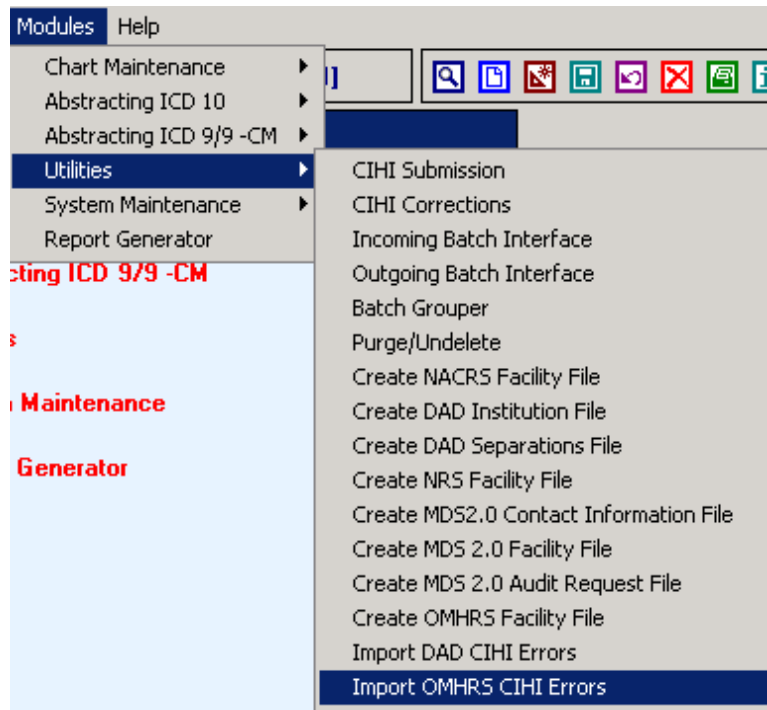 Modules Help
Chart Maintenance
Abstracting ICD 10
Abstracting ICD 9/9 -CM
Utilities
System Maintenance
Report Generator
CIHI Submission
CIHI Corrections
Incoming Batch Interface
Outgoing Batch Interface
Batch Grouper
Purge/Undelete
Create NACRS Facility File
Create DAD Institution File
Create DAD Separations File
Create NRS Facility File
Create MDS2.0 Contact Information File
Create MDS 2.0 Facility File
Create MDS 2.0 Audit Request File
Create OMHRS Facility File
Import DAD CIHI Errors
Import OMHRS CIHI Errors
cting ICD 9/9 -CM
s
Maintenance
Generator